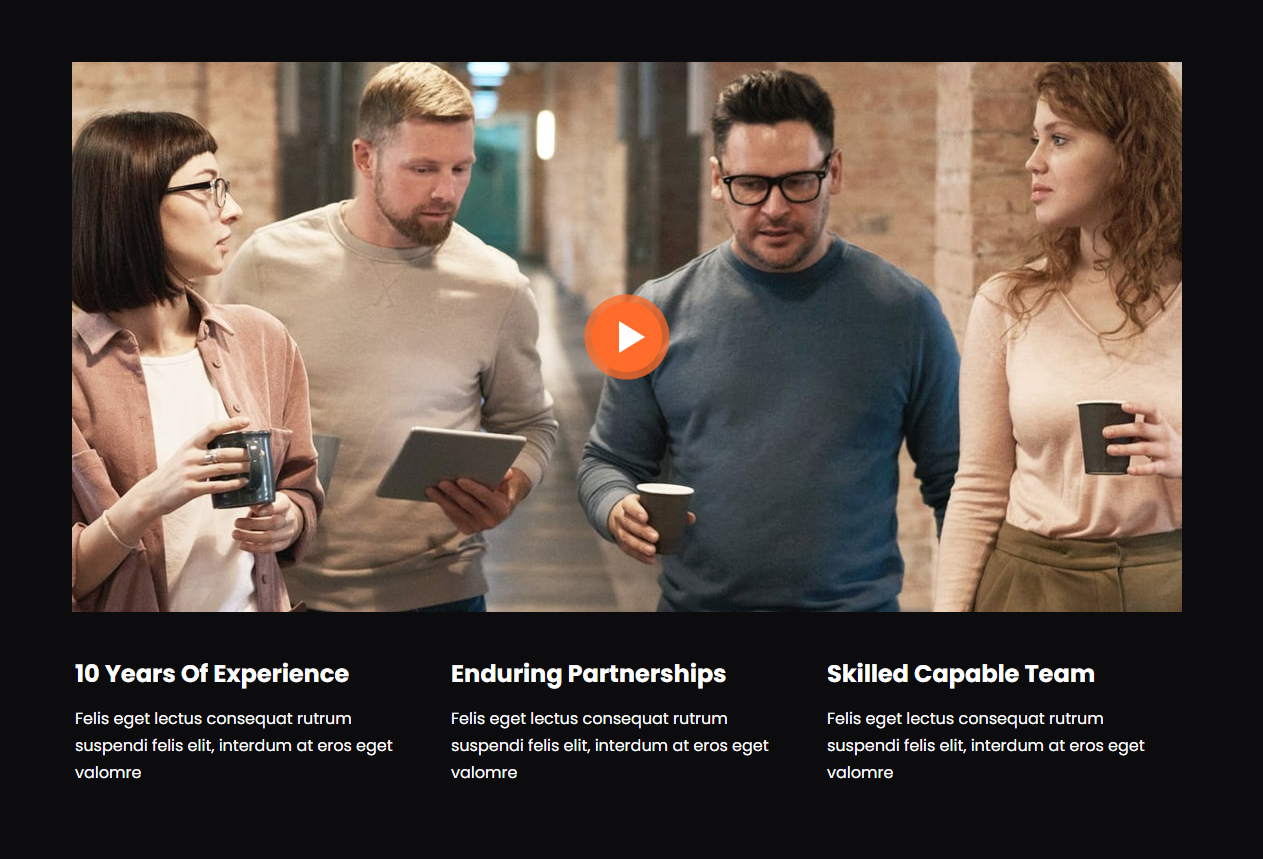 10 Years Of Experience
Felis eget lectus consequat rutrum
suspendi felis elit, interdum at eros eget
valomre
Enduring Partnerships
Felis eget lectus consequat rutrum
suspendi felis elit, interdum at eros eget
valomre
Skilled Capable Team
Felis eget lectus consequat rutrum
suspendi felis elit, interdum at eros eget
valomre